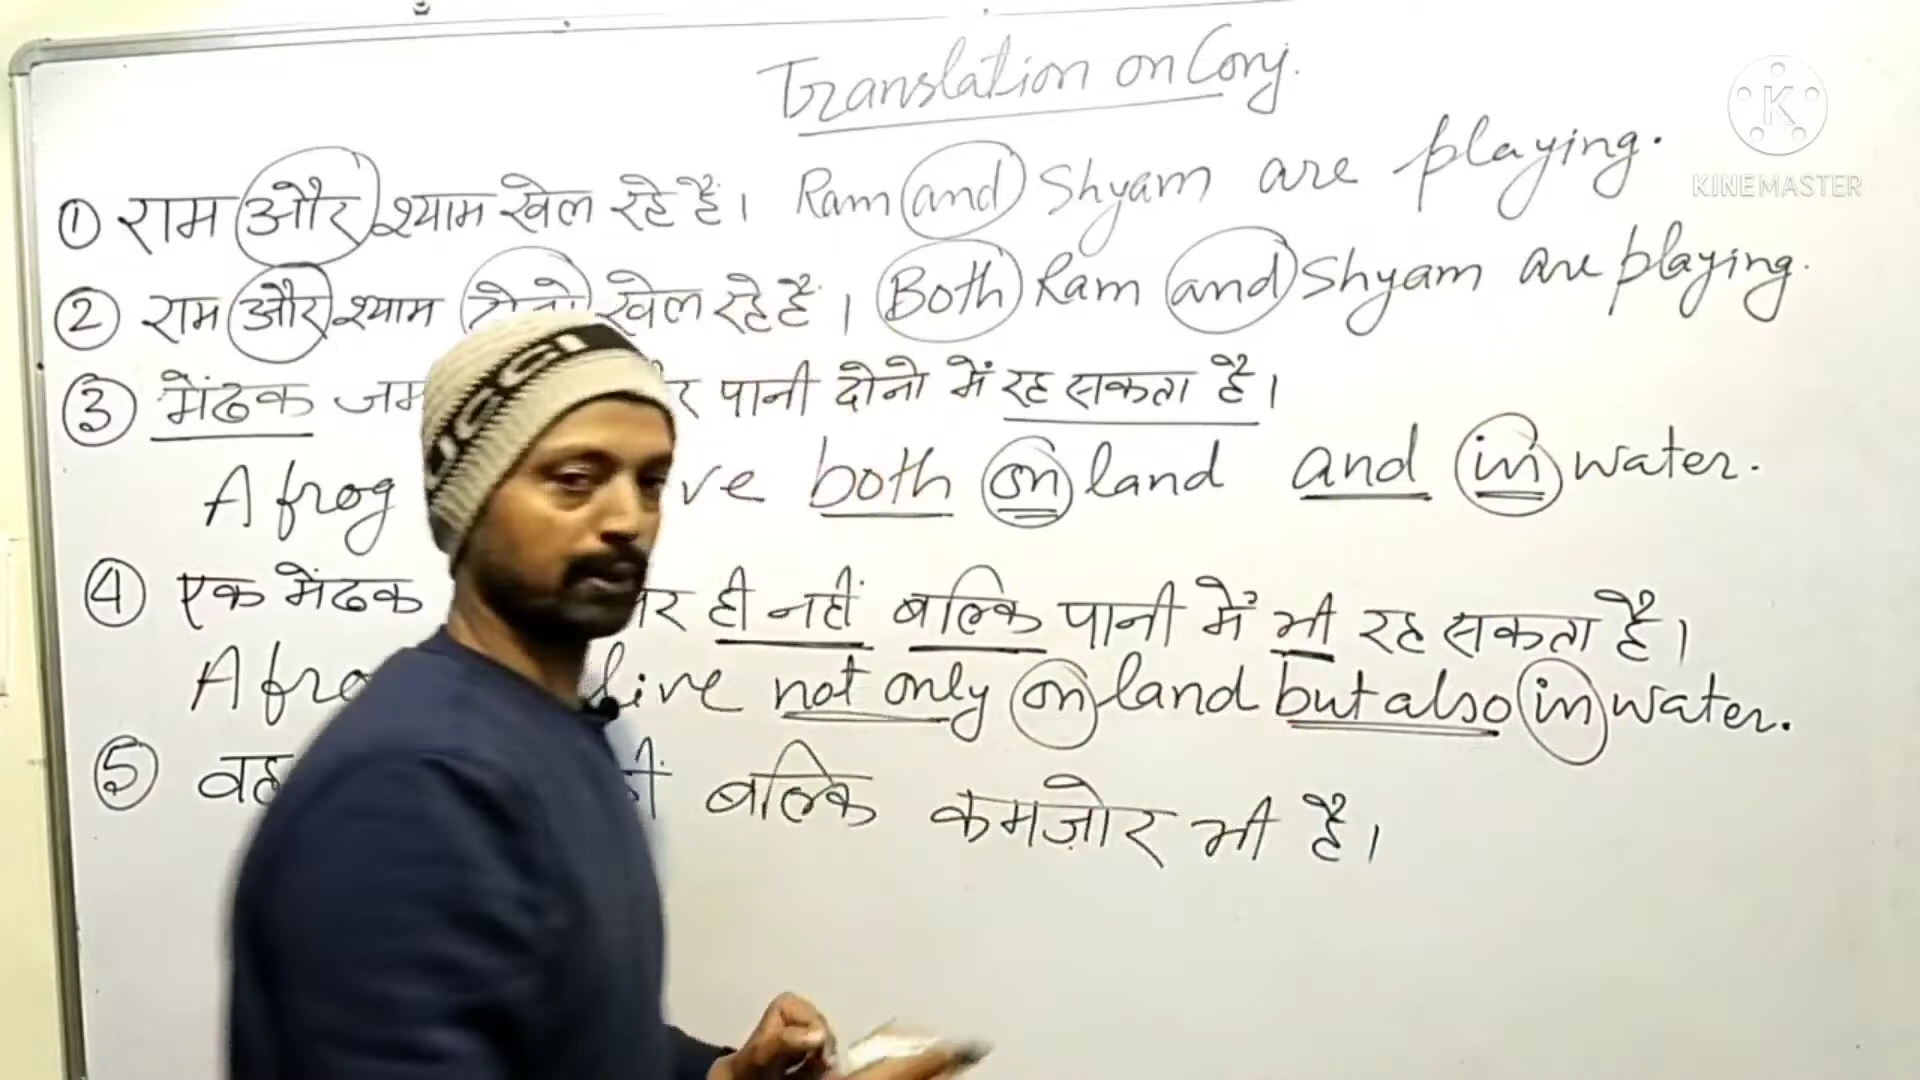 Translation on Conj.
① राम और श्याम खेल रहे हैं। Ram and Shyam are playing.
② राम और श्याम दोनो खेल रहे हैं। Both Ram and Shyam are playing.
③ मेंढक पानी दोनो में रह सकता है।
A frog both on land and in water.
④ एक मेंढक पर ही नहीं बल्कि पानी में भी रह सकता है।
A live not only on land but also in water.
⑤ वह बल्कि कमज़ोर भी है।
K
KINEMASTER